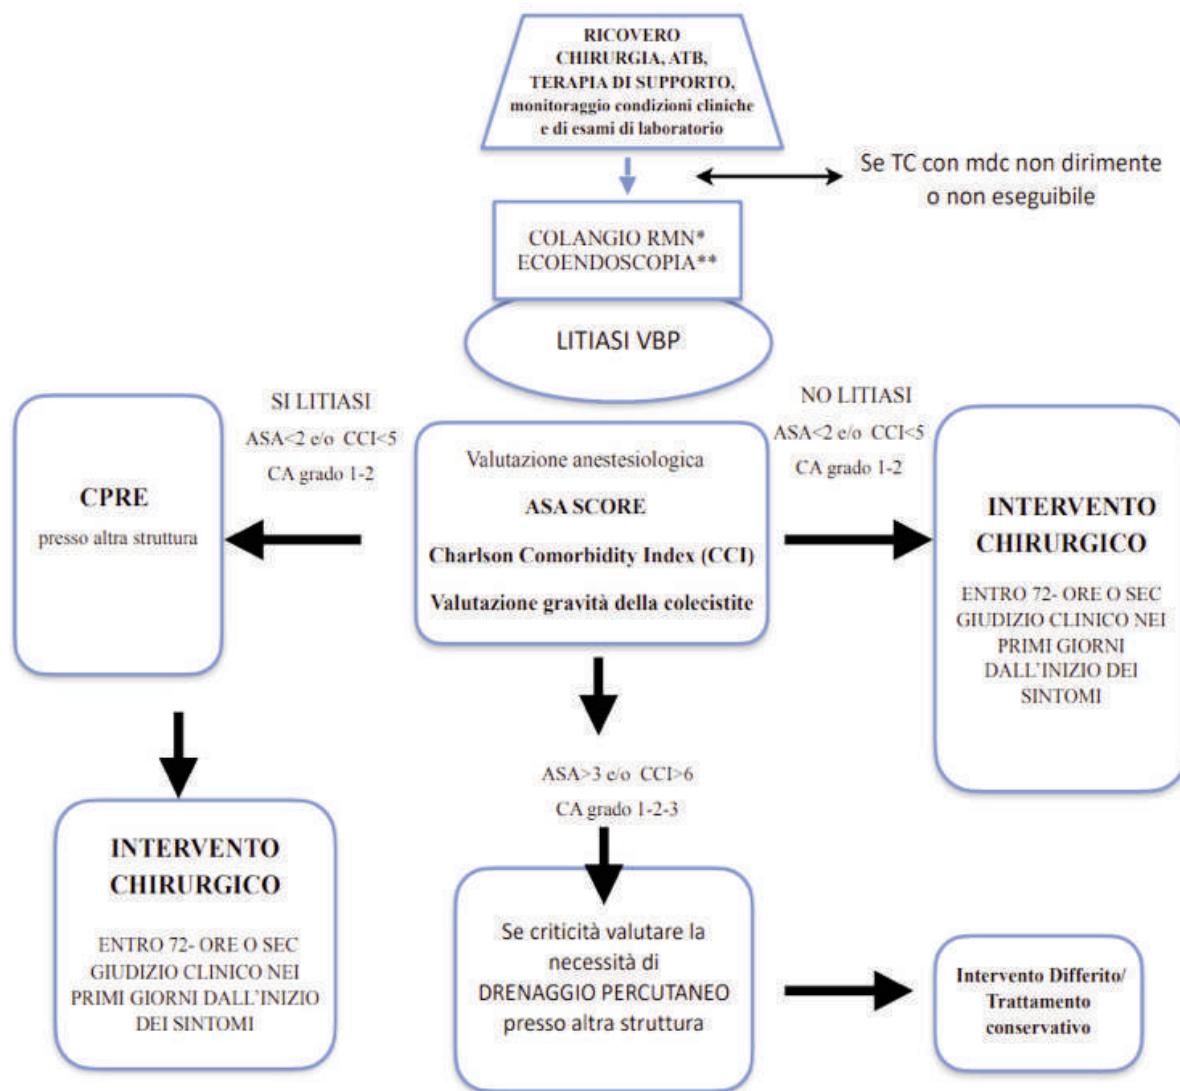 RICOVERO
CHIRURGIA, ATB,
TERAPIA DI SUPPORTO,
monitoraggio condizioni cliniche
e di esami di laboratorio
Se TC con mdc non dirimente
o non eseguibile
COLANGIO RMN*
ECOENDOSCOPIA**
LITIASI VBP
SI LITIASI
ASA<2 e/o CCI<5
CA grado 1-2
NO LITIASI
ASA<2 e/o CCI<5
CA grado 1-2
CPRE
presso altra struttura
Valutazione anestesiologica
ASA SCORE
Charlson Comorbidity Index (CCI)
Valutazione gravità della colecistite
INTERVENTO
CHIRURGICO
ENTRO 72- ORE O SEC
GIUDIZIO CLINICO NEI
PRIMI GIORNI
DALL'INIZIO DEI
SINTOMI
ASA>3 e/o CCI>6
CA grado 1-2-3
INTERVENTO
CHIRURGICO
ENTRO 72- ORE O SEC
GIUDIZIO CLINICO NEI
PRIMI GIORNI DALL'INIZIO
DEI SINTOMI
Se criticità valutare la
necessità di
DRENAGGIO PERCUTANEO
presso altra struttura
Intervento Differito/
Trattamento
conservativo